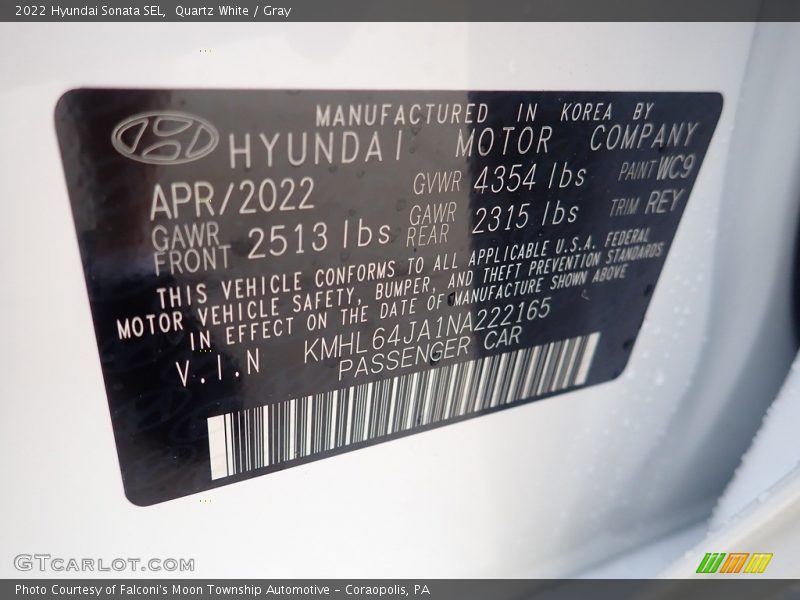 2022 Hyundai Sonata SEL, Quartz White / Gray
MANUFACTURED IN KOREA BY
HYUNDAI MOTOR COMPANY
APR/2022 GVWR 4354 lbs PAINT WC9
GAWR FRONT 2513 lbs GAWR REAR 2315 lbs TRIM REY
THIS VEHICLE CONFORMS TO ALL APPLICABLE U.S.A. FEDERAL
MOTOR VEHICLE SAFETY, BUMPER, AND THEFT PREVENTION STANDARDS
IN EFFECT ON THE DATE OF MANUFACTURE SHOWN ABOVE
V.I.N KMHL64JA1NA222165
PASSENGER CAR
GTCARLOT.COM
Photo Courtesy of Falconi's Moon Township Automotive – Coraopolis, PA